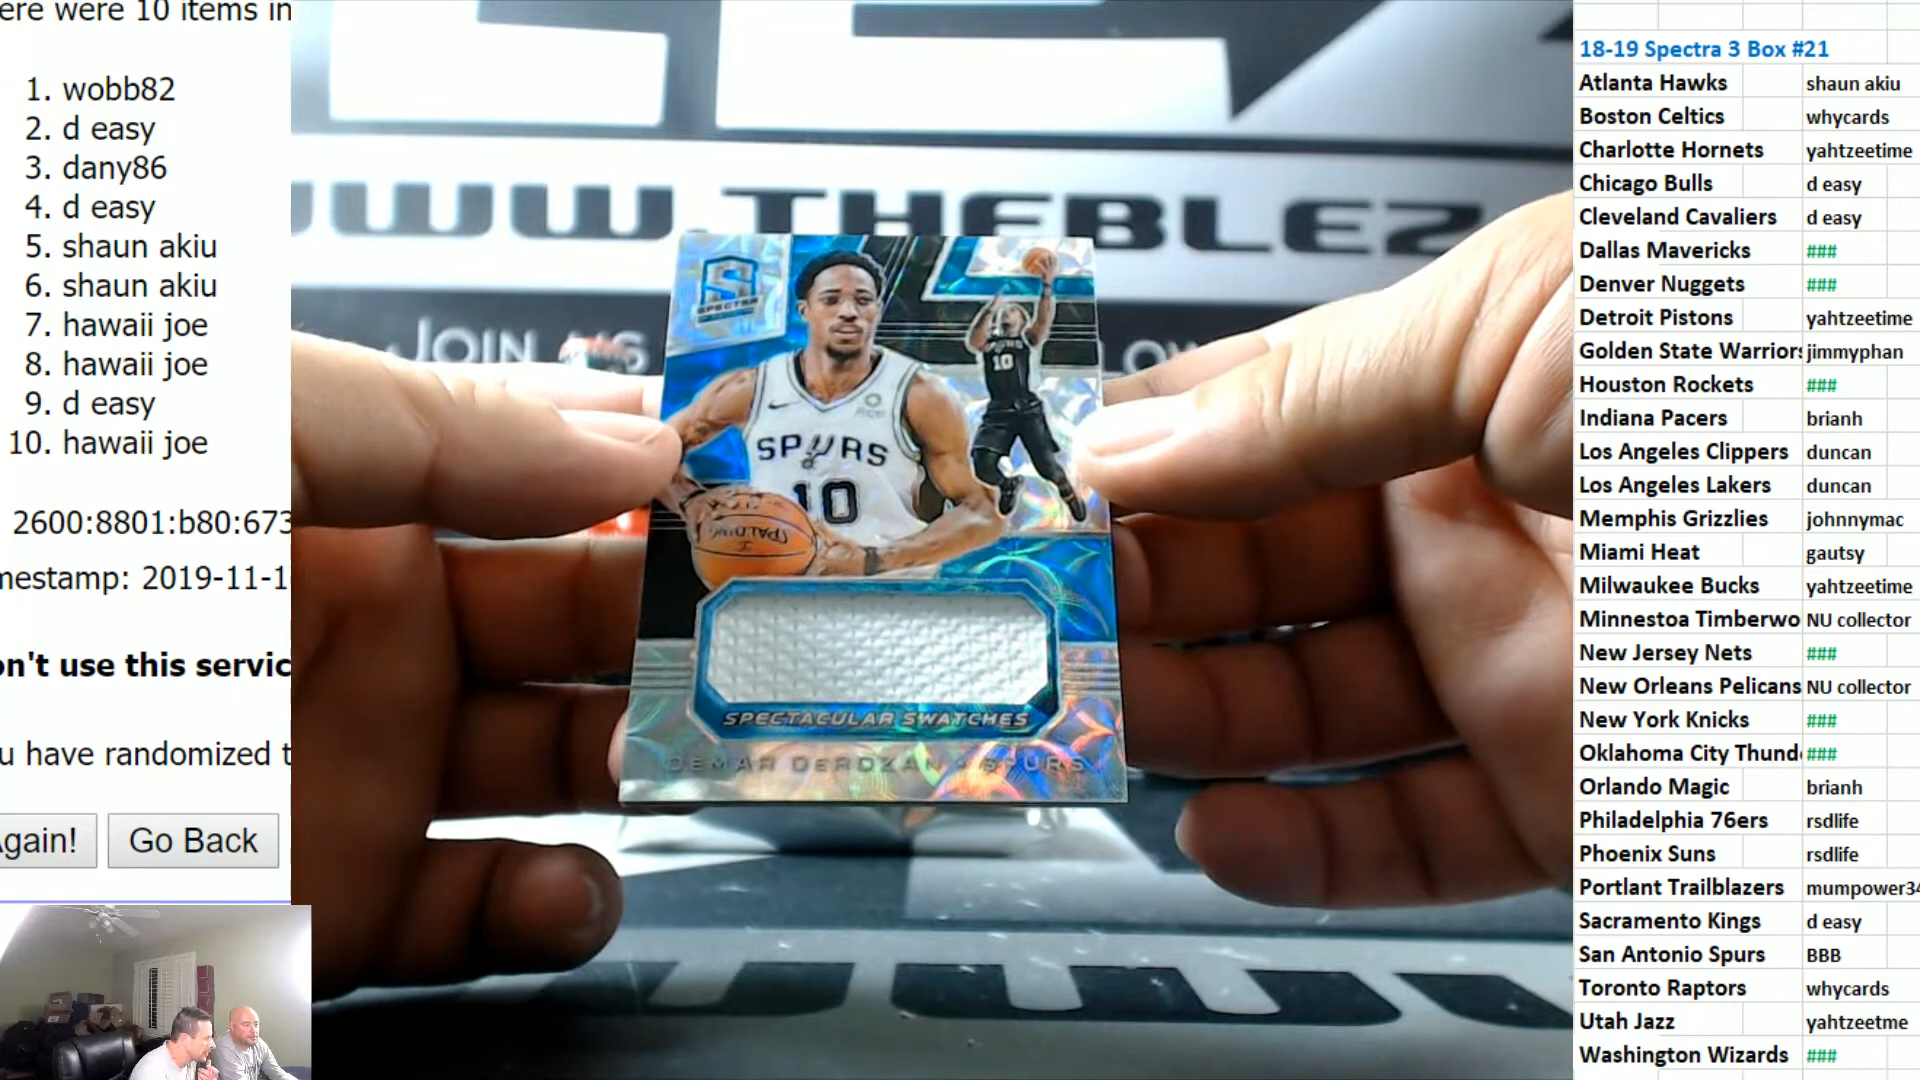 ere were 10 items in
1. wobb82
2. d easy
3. dany86
4. d easy
5. shaun akiu
6. shaun akiu
7. hawaii joe
8. hawaii joe
9. d easy
10. hawaii joe
2600:8801:b80:673
mestamp: 2019-11-1
on't use this servic
u have randomized t
Again!
Go Back
WWW.THEBLEZ
JOIN US
SPECTRA
SPURS
10
SPURS
10
SPALDING
SPECTACULAR SWATCHES
DEMAR DEROZAN • SPURS
18-19 Spectra 3 Box #21
Atlanta Hawks shaun akiu
Boston Celtics whycards
Charlotte Hornets yahtzeetime
Chicago Bulls d easy
Cleveland Cavaliers d easy
Dallas Mavericks ###
Denver Nuggets ###
Detroit Pistons yahtzeetime
Golden State Warriors jimmyphan
Houston Rockets ###
Indiana Pacers brianh
Los Angeles Clippers duncan
Los Angeles Lakers duncan
Memphis Grizzlies johnnymac
Miami Heat gautsy
Milwaukee Bucks yahtzeetime
Minnestoa Timberwo NU collector
New Jersey Nets ###
New Orleans Pelicans NU collector
New York Knicks ###
Oklahoma City Thund ###
Orlando Magic brianh
Philadelphia 76ers rsdlife
Phoenix Suns rsdlife
Portlant Trailblazers mumpower34
Sacramento Kings d easy
San Antonio Spurs BBB
Toronto Raptors whycards
Utah Jazz yahtzeetme
Washington Wizards ###